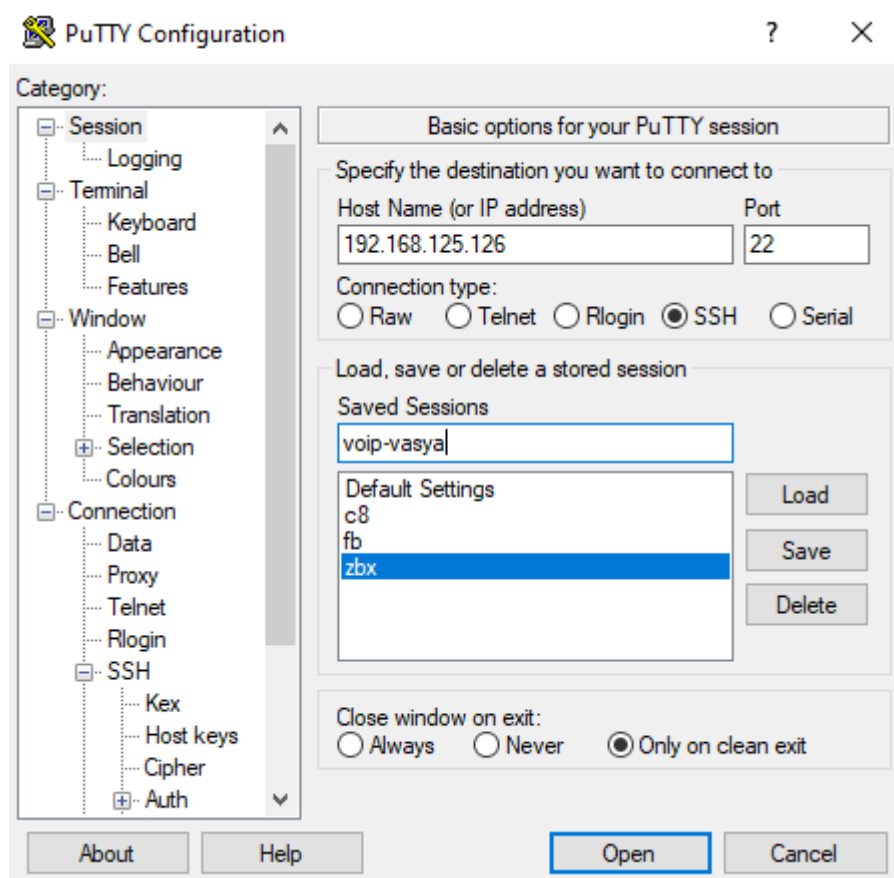 PuTTY Configuration
?
Category:
Session
Logging
Terminal
Keyboard
Bell
Features
Window
Appearance
Behaviour
Translation
Selection
Colours
Connection
Data
Proxy
Telnet
Rlogin
SSH
Kex
Host keys
Cipher
Auth
Basic options for your PuTTY session
Specify the destination you want to connect to
Host Name (or IP address) Port
192.168.125.126 22
Connection type:
Raw Telnet Rlogin SSH Serial
Load, save or delete a stored session
Saved Sessions
voip-vasya
Default Settings
c8
fb
zbx
Load
Save
Delete
Close window on exit:
Always Never Only on clean exit
About Help Open Cancel